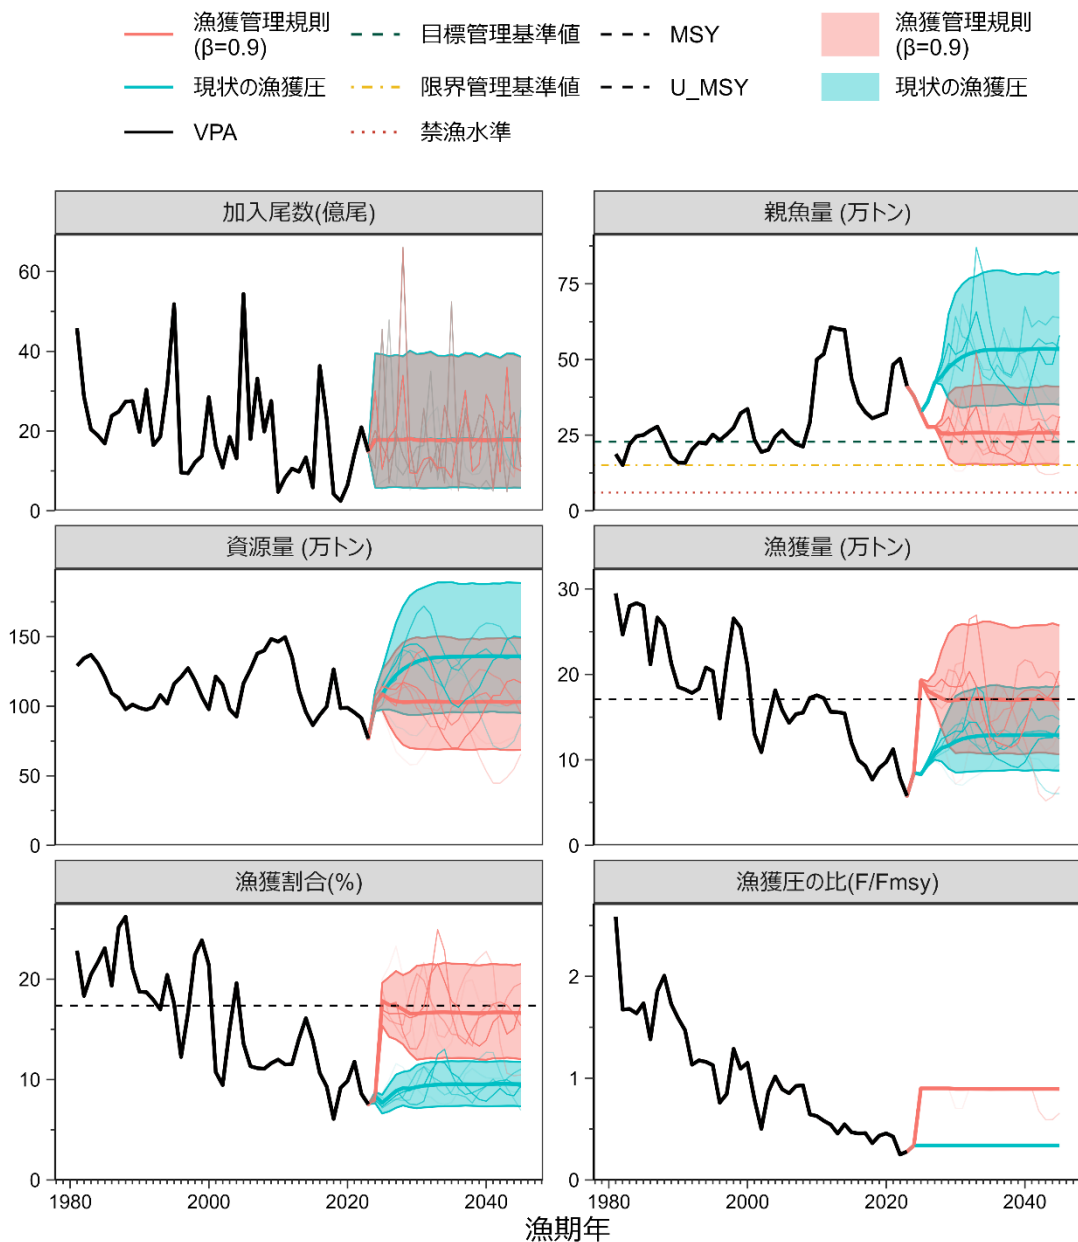 漁獲管理規則
(β=0.9)
目標管理基準値
MSY
漁獲管理規則
(β=0.9)
現状の漁獲圧
限界管理基準値
U_MSY
現状の漁獲圧
VPA
禁漁水準
加入尾数(億尾)
親魚量 (万トン)
60
40
20
0
75
50
25
0
資源量 (万トン)
漁獲量 (万トン)
150
100
50
0
30
20
10
0
漁獲割合(%)
漁獲圧の比(F/Fmsy)
20
10
0
2
1
0
1980
2000
2020
2040
1980
2000
2020
2040
漁期年